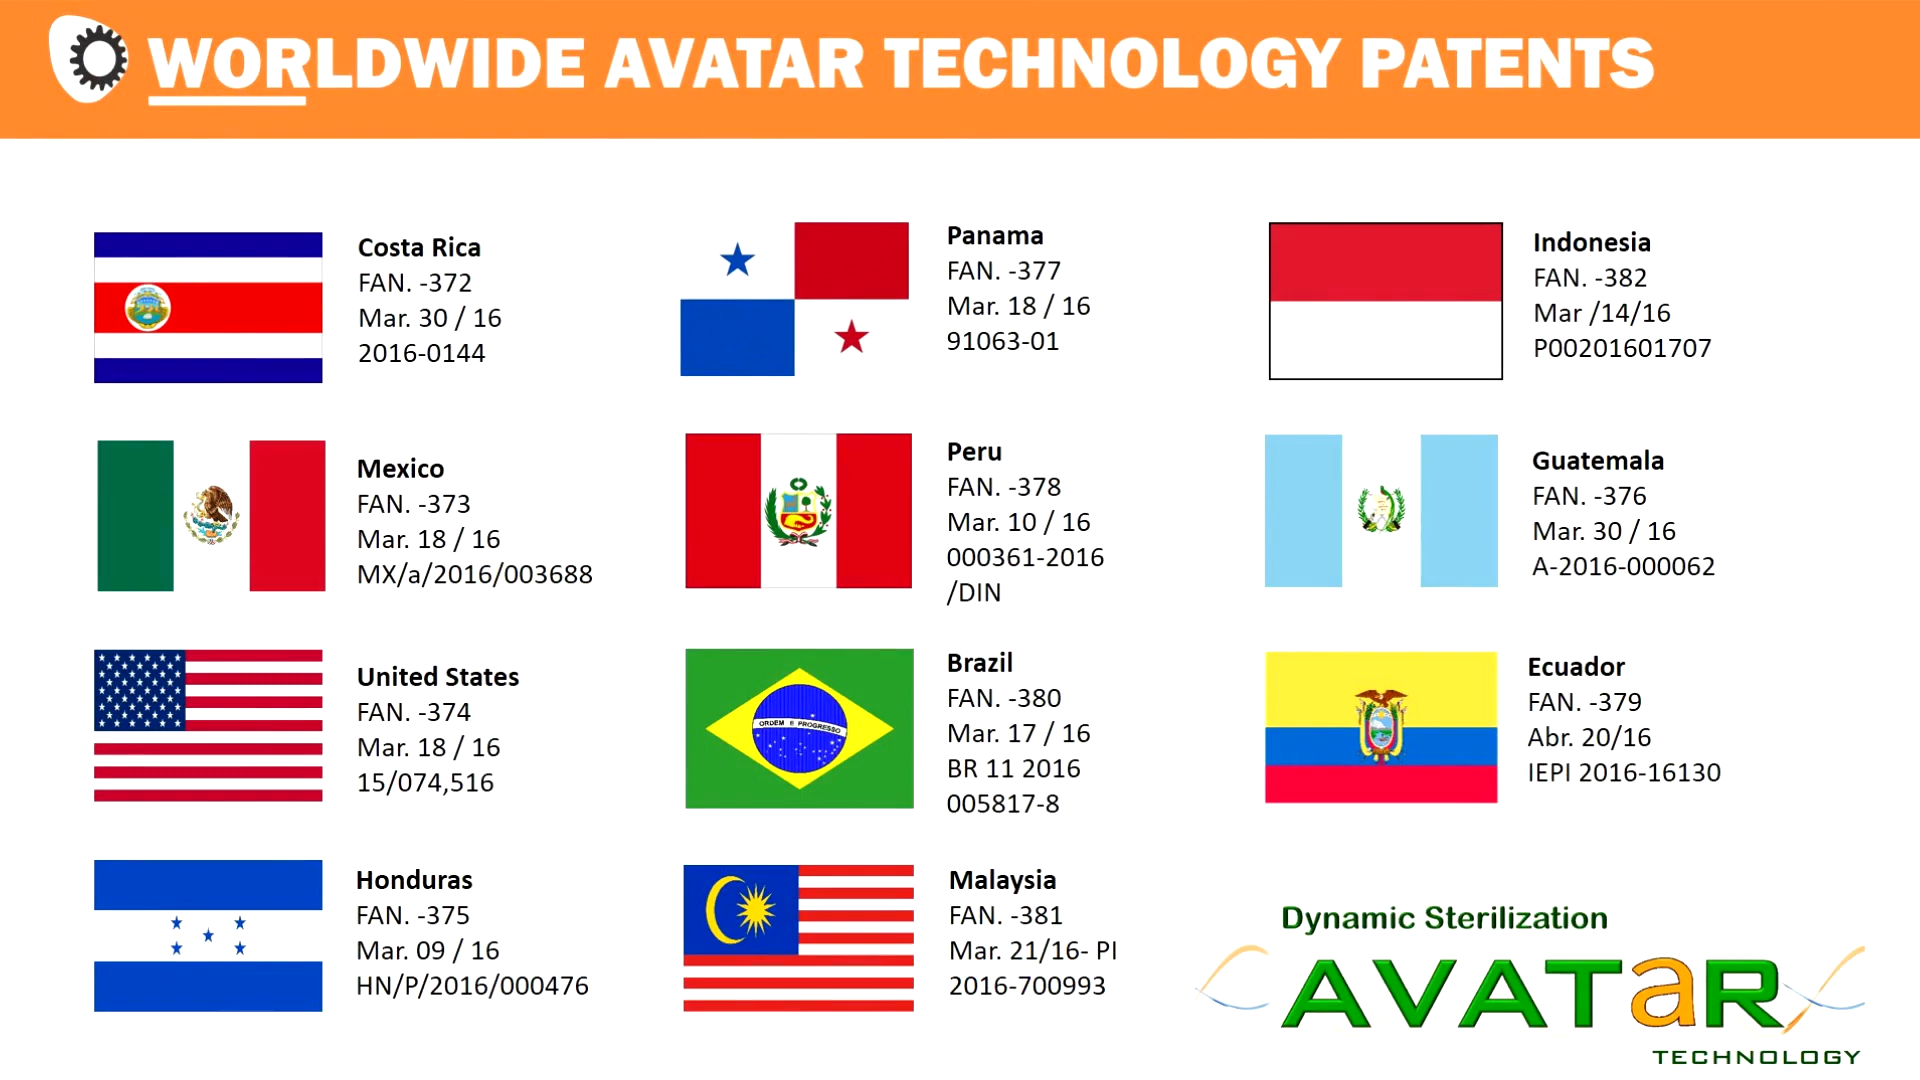 WORLDWIDE AVATAR TECHNOLOGY PATENTS
Costa Rica
FAN. -372
Mar. 30 / 16
2016-0144
Panama
FAN. -377
Mar. 18 / 16
91063-01
Indonesia
FAN. -382
Mar /14/16
P00201601707
Mexico
FAN. -373
Mar. 18 / 16
MX/a/2016/003688
Peru
FAN. -378
Mar. 10 / 16
000361-2016
/DIN
Guatemala
FAN. -376
Mar. 30 / 16
A-2016-000062
United States
FAN. -374
Mar. 18 / 16
15/074,516
ORDEM E PROGRESSO
Brazil
FAN. -380
Mar. 17 / 16
BR 11 2016
005817-8
Ecuador
FAN. -379
Abr. 20/16
IEPI 2016-16130
Honduras
FAN. -375
Mar. 09 / 16
HN/P/2016/000476
Malaysia
FAN. -381
Mar. 21/16- PI
2016-700993
Dynamic Sterilization
AVATaR
TECHNOLOGY